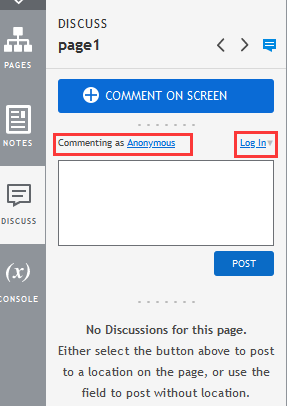 DISCUSS
page1
PAGES
COMMENT ON SCREEN
NOTES
Commenting as Anonymous Log In▾
DISCUSS
POST
(x)
CONSOLE
No Discussions for this page.
Either select the button above to post
to a location on the page, or use the
field to post without location.